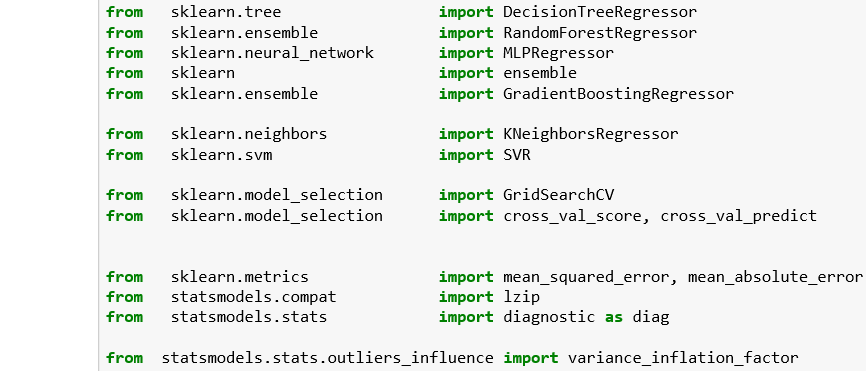 from sklearn.tree import DecisionTreeRegressor
from sklearn.ensemble import RandomForestRegressor
from sklearn.neural_network import MLPRegressor
from sklearn import ensemble
from sklearn.ensemble import GradientBoostingRegressor
from sklearn.neighbors import KNeighborsRegressor
from sklearn.svm import SVR
from sklearn.model_selection import GridSearchCV
from sklearn.model_selection import cross_val_score, cross_val_predict
from sklearn.metrics import mean_squared_error, mean_absolute_error
from statsmodels.compat import lzip
from statsmodels.stats import diagnostic as diag
from statsmodels.stats.outliers_influence import variance_inflation_factor